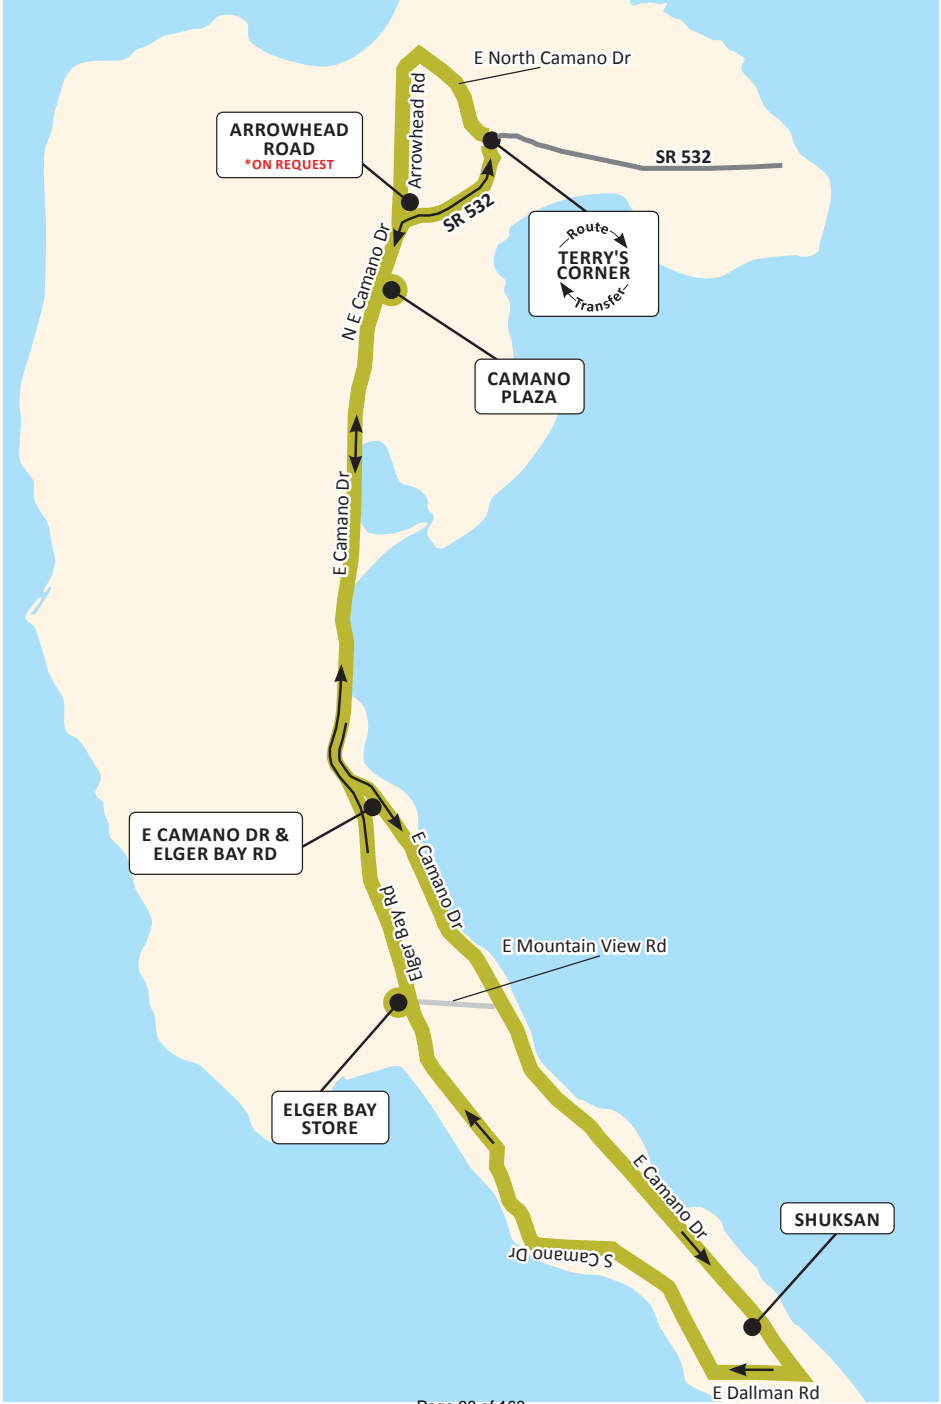 E North Camano Dr
Arrowhead Rd
ARROWHEAD
ROAD
*ON REQUEST
SR 532
SR 532
Route
TERRY'S
CORNER
Transfer
N E Camano Dr
CAMANO
PLAZA
E Camano Dr
E CAMANO DR &
ELGER BAY RD
E Camano Dr
Elger Bay Rd
E Mountain View Rd
ELGER BAY
STORE
E Camano Dr
SHUKSAN
S Camano Dr
E Dallman Rd